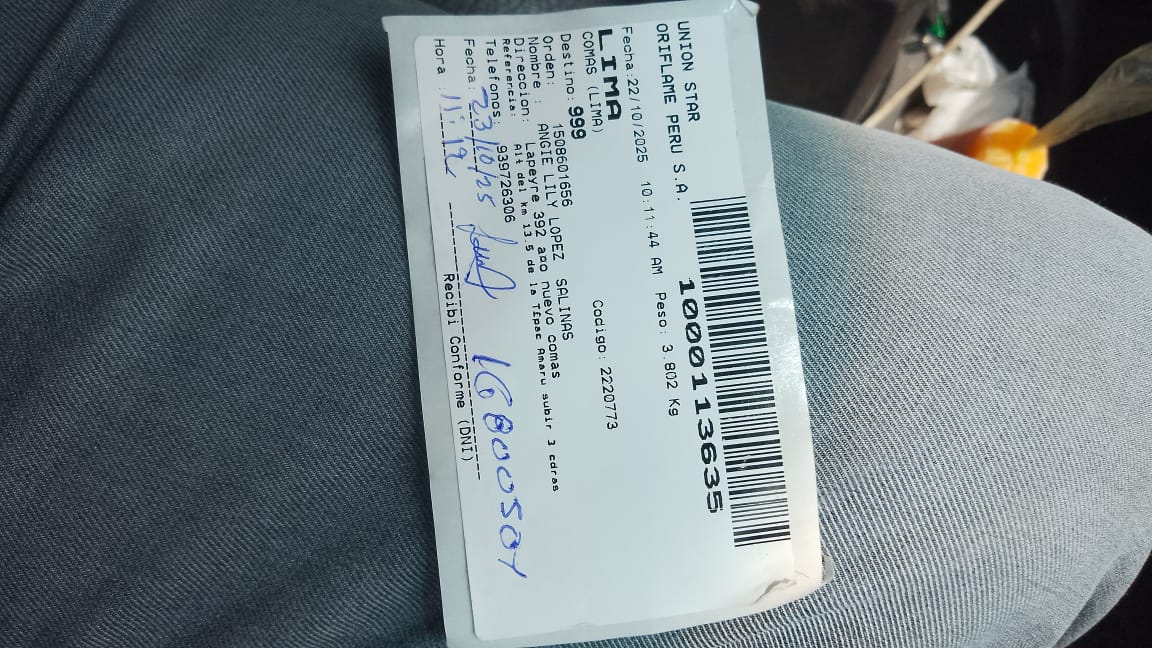 UNION STAR
ORIFLAME PERU S.A.
1000113635
Fecha:22/10/2025 10:11:44 AM Peso: 3.802 Kg
LIMA
COMAS (LIMA)
Codigo: 2220773
Destino: 999
Orden: 1508601656
Nombre : ANGIE LILY LOPEZ SALINAS
Direccion: Lapeyre 392 año nuevo comas
Referencia: Alt del km 13.5 de la Túpac Amaru subir 3 cdras
Telefonos: 939726306
Fecha: 23/10/25
Hora : 11:12
Recibi Conforme (DNI)